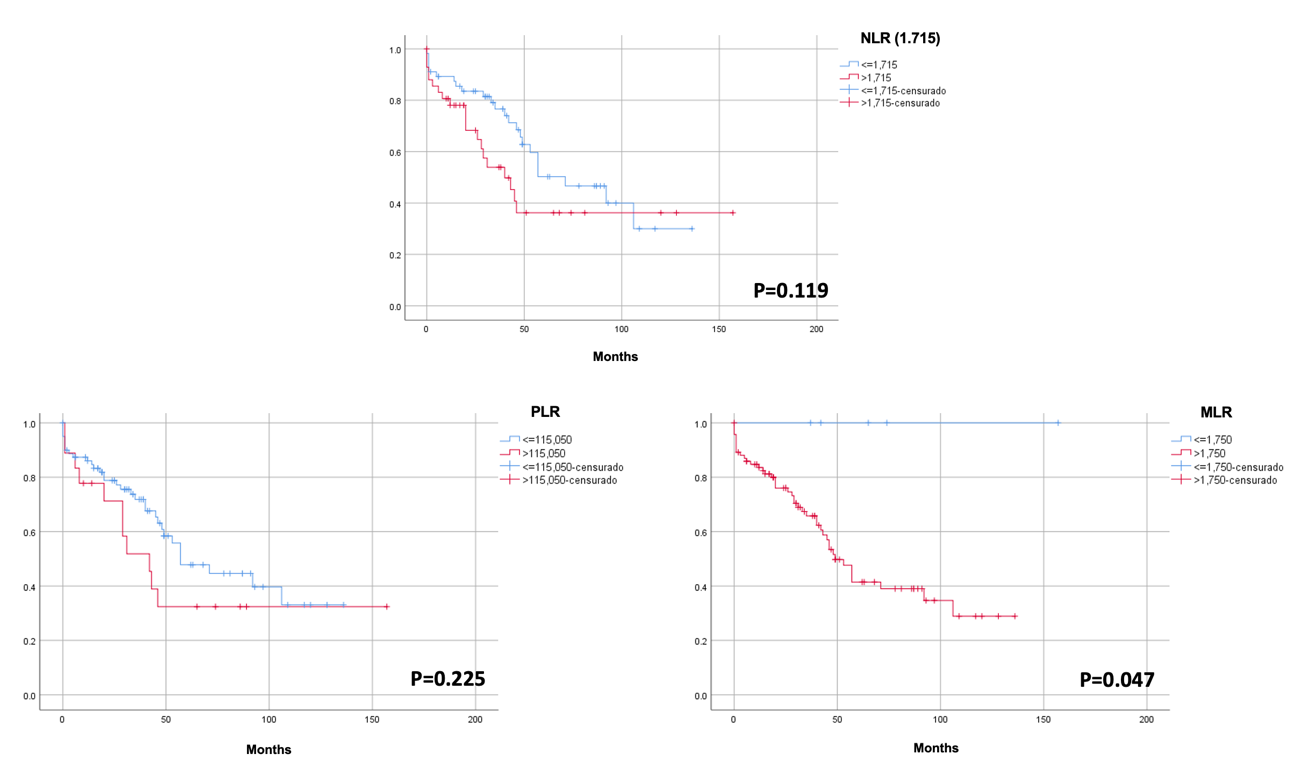 NLR (1.715)
<=1,715
>1,715
<=1,715-censurado
>1,715-censurado
1.0
0.8
0.6
0.4
0.2
0.0
P=0.119
0 50 100 150 200
Months
PLR
<=115,050
>115,050
<=115,050-censurado
>115,050-censurado
1.0
0.8
0.6
0.4
0.2
0.0
P=0.225
0 50 100 150 200
Months
MLR
<=1,750
>1,750
<=1,750-censurado
>1,750-censurado
1.0
0.8
0.6
0.4
0.2
0.0
P=0.047
0 50 100 150 200
Months